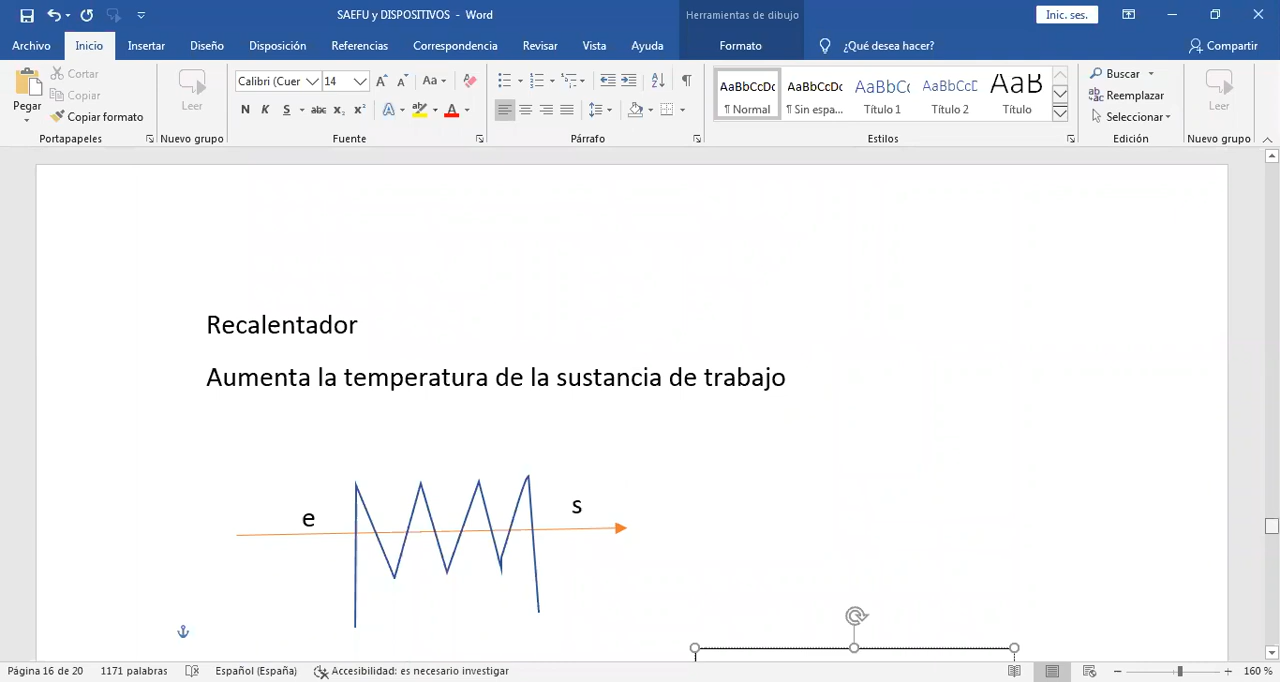 SAEFU y DISPOSITIVOS - Word
Herramientas de dibujo
Inic. ses.
Archivo Inicio Insertar Diseño Disposición Referencias Correspondencia Revisar Vista Ayuda Formato ¿Qué desea hacer? Compartir
Pegar
Cortar
Copiar
Copiar formato
Portapapeles
Leer
Nuevo grupo
Calibri (Cuer 14
N K S abc x₂ x²
Fuente
Párrafo
AaBbCcDc AaBbCcDc AaBbCc AaBbCcD AaB
¶ Normal ¶ Sin espa... Título 1 Título 2 Título
Estilos
Buscar
Reemplazar
Seleccionar
Edición
Leer
Nuevo grupo
Recalentador
Aumenta la temperatura de la sustancia de trabajo
e s
Página 16 de 20 1171 palabras Español (España) Accesibilidad: es necesario investigar 160 %